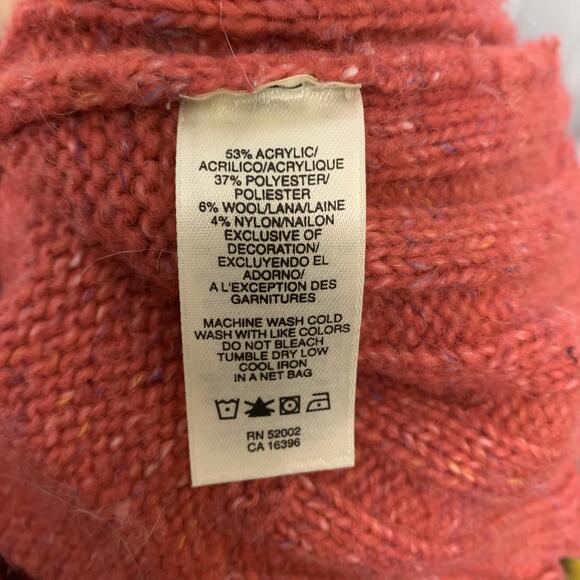 53% ACRYLIC/
ACRILICO/ACRYLIQUE
37% POLYESTER/
POLIESTER
6% WOOL/LANA/LAINE
4% NYLON/NAILON
EXCLUSIVE OF
DECORATION/
EXCLUYENDO EL
ADORNO/
A L'EXCEPTION DES
GARNITURES
MACHINE WASH COLD
WASH WITH LIKE COLORS
DO NOT BLEACH
TUMBLE DRY LOW
COOL IRON
IN A NET BAG
RN 52002
CA 16396